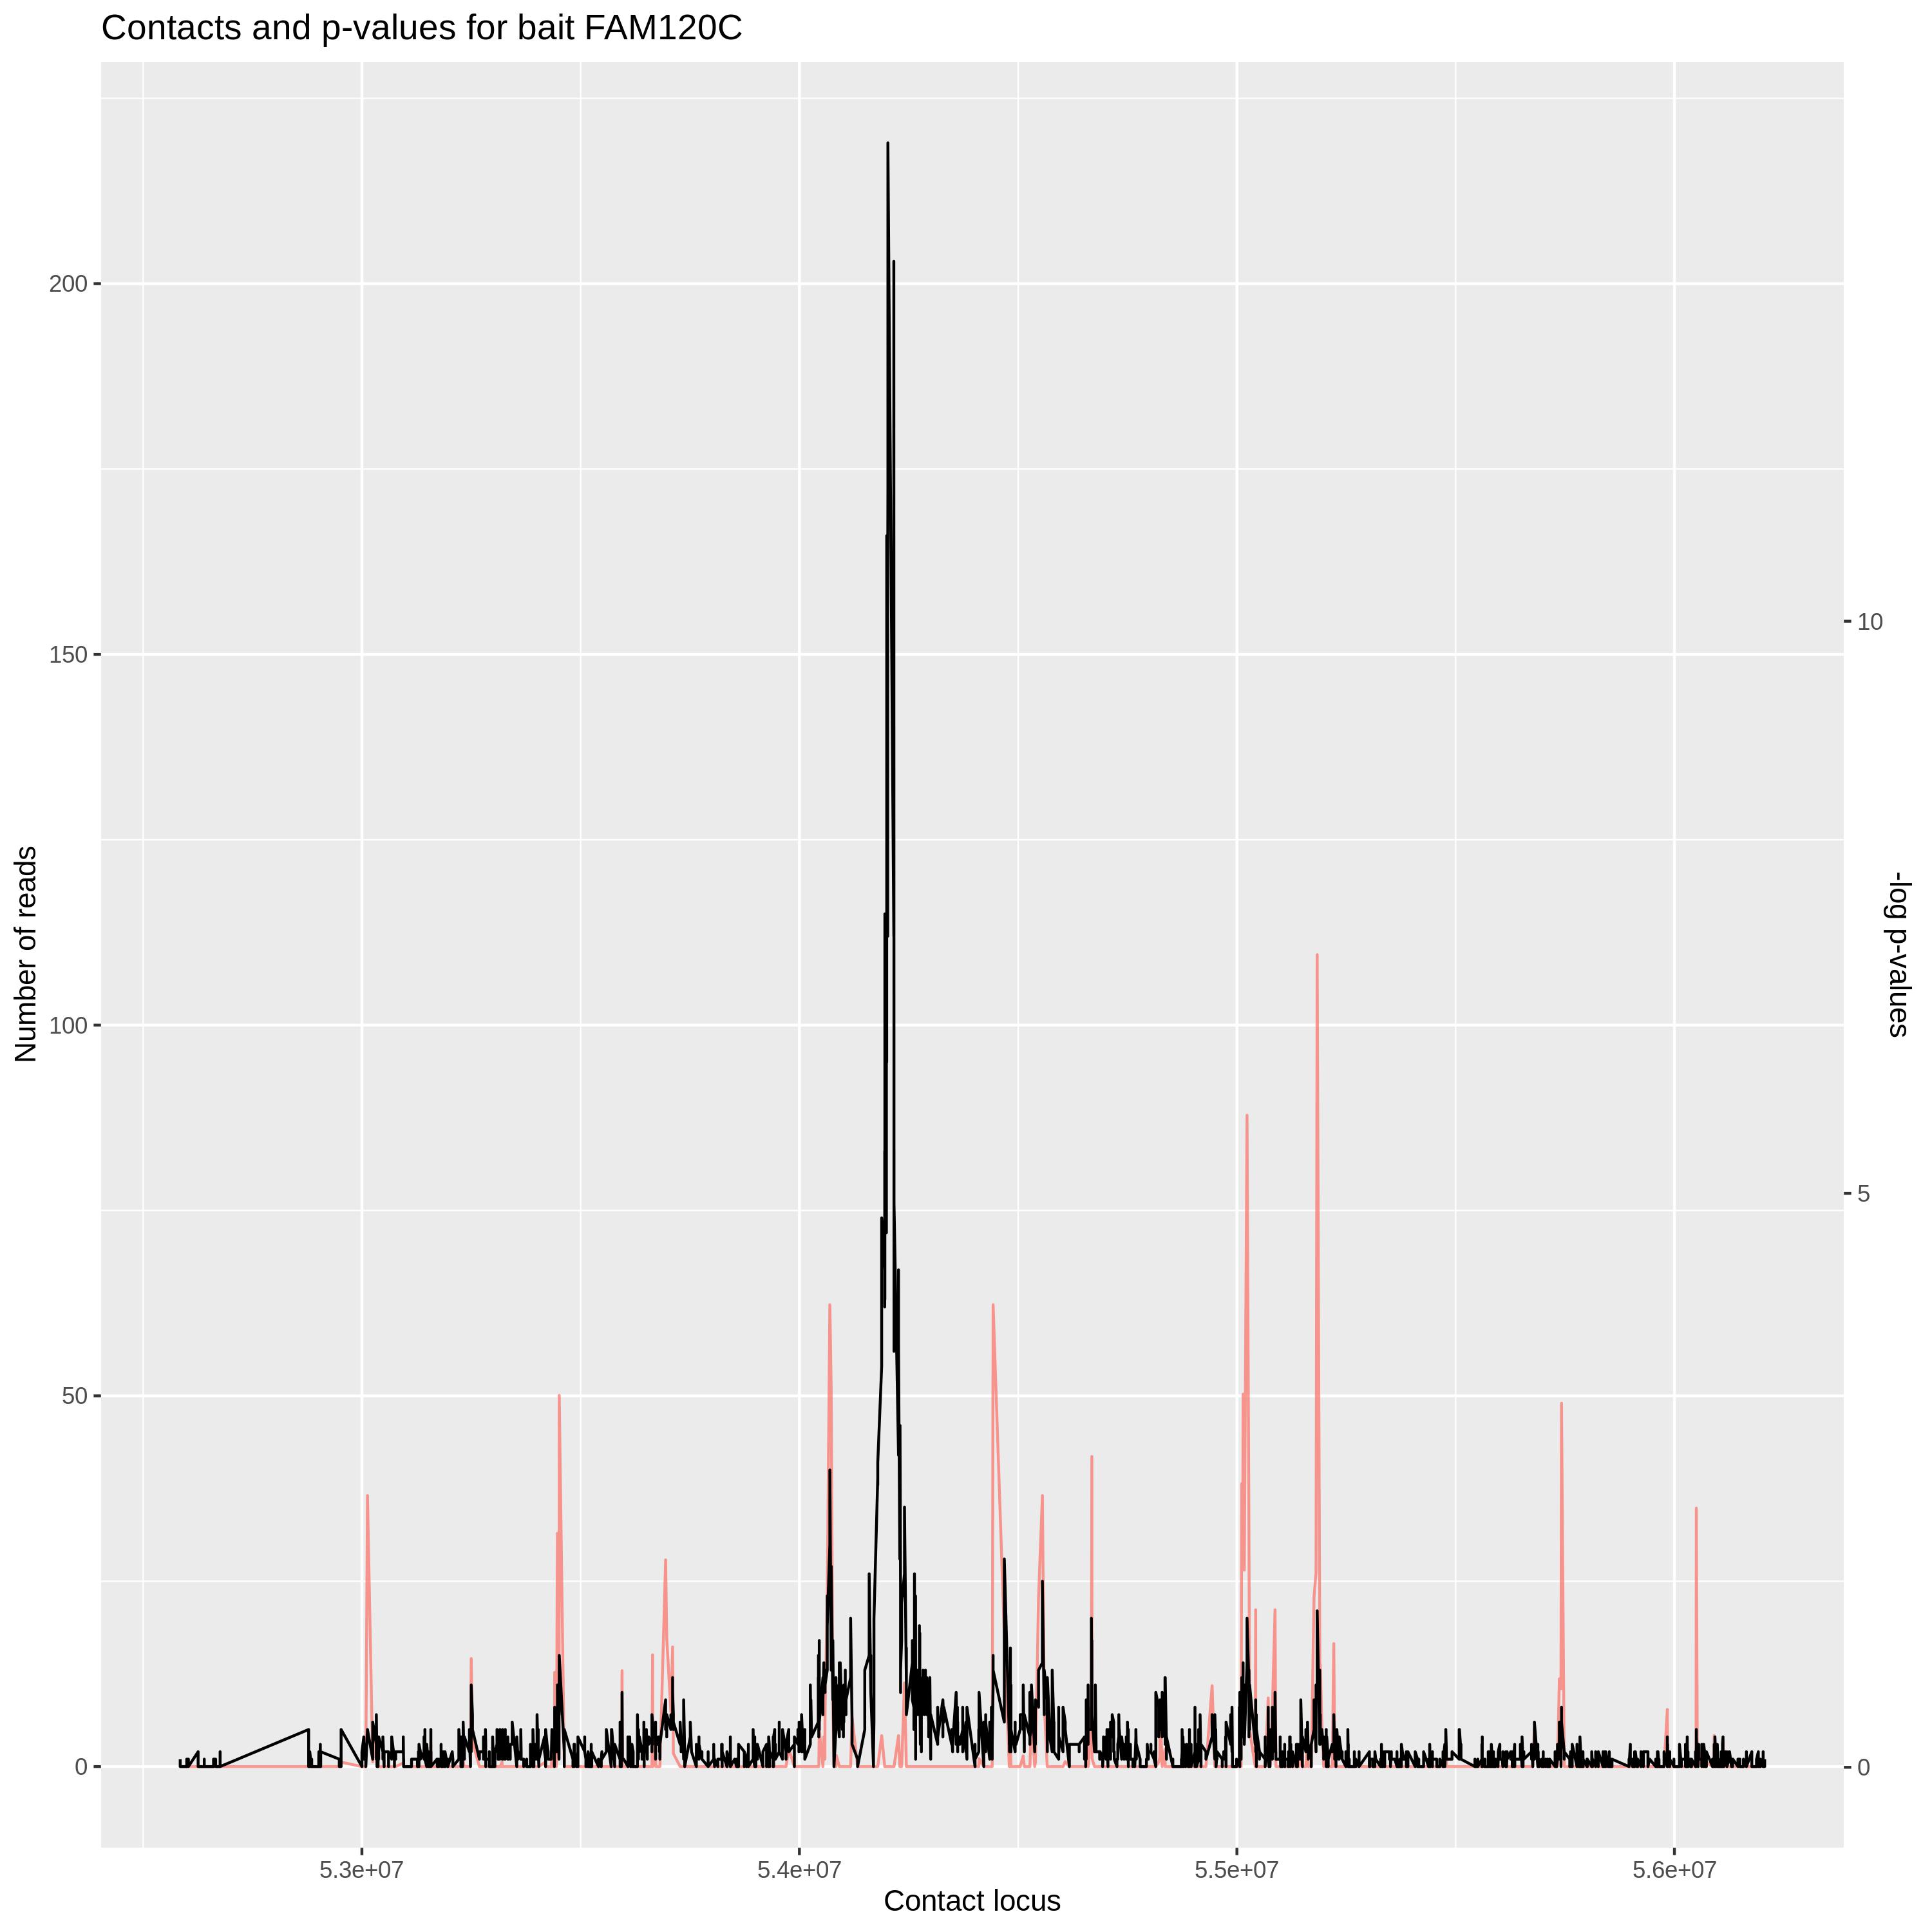 Contacts and p-values for bait FAM120C
200
150
100
50
0
Number of reads
10
5
0
-log p-values
5.3e+07
5.4e+07
5.5e+07
5.6e+07
Contact locus